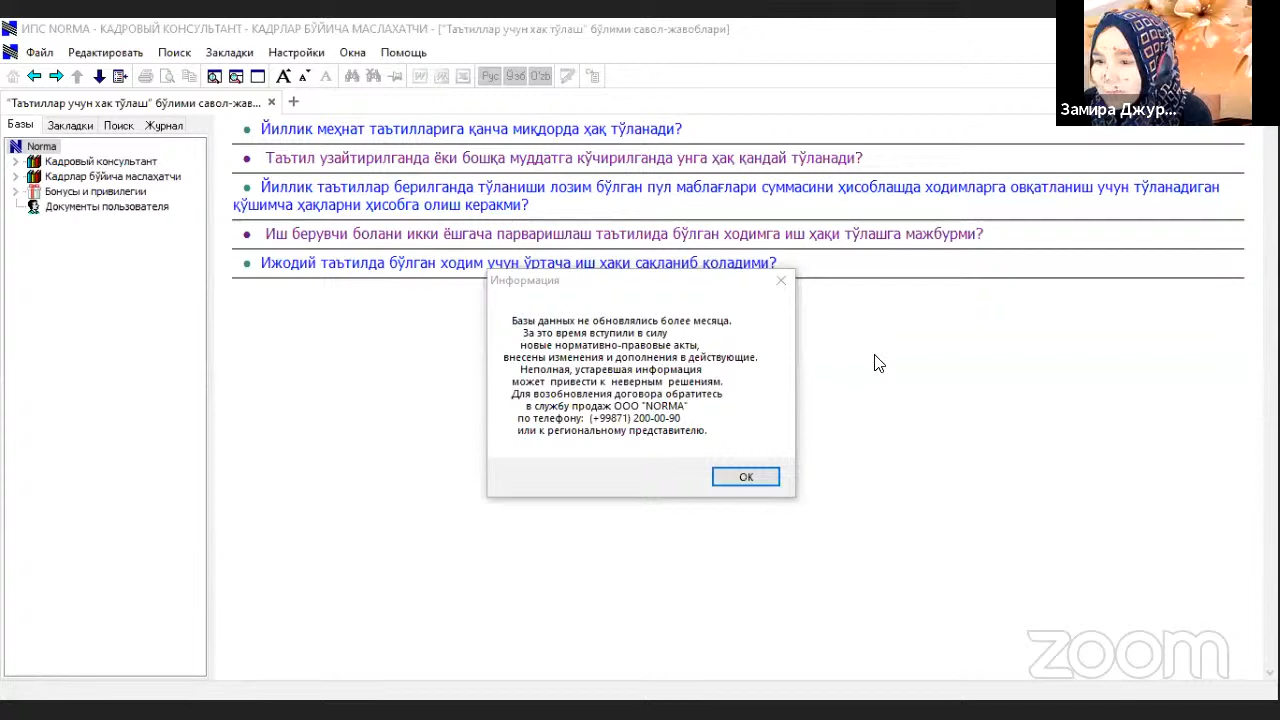 ИПС NORMA - КАДРОВЫЙ КОНСУЛЬТАНТ - КАДРЛАР БЎЙИЧА МАСЛАХАТЧИ - ["Таътиллар учун хак тўлаш" бўлими савол-жавоблари]
Файл Редактировать Поиск Закладки Настройки Окна Помощь
Рус Ўзб O'zb
"Таътиллар учун хак тўлаш" бўлими савол-жав...
Базы Закладки Поиск Журнал
Norma
Кадровый консультант
Кадрлар бўйича маслаҳатчи
Бонусы и привилегии
Документы пользователя
Йиллик меҳнат таътилларига қанча миқдорда ҳақ тўланади?
Таътил узайтирилганда ёки бошқа муддатга кўчирилганда унга ҳақ қандай тўланади?
Йиллик таътиллар берилганда тўланиши лозим бўлган пул маблағлари суммасини ҳисоблашда ходимларга овқатланиш учун тўланадиган
қўшимча ҳақларни ҳисобга олиш керакми?
Иш берувчи болани икки ёшгача парваришлаш таътилида бўлган ходимга иш ҳақи тўлашга мажбурми?
Ижодий таътилда бўлган ходим учун ўртача иш ҳақи сақланиб қоладими?
Информация
Базы данных не обновлялись более месяца.
За это время вступили в силу
новые нормативно-правовые акты,
внесены изменения и дополнения в действующие.
Неполная, устаревшая информация
может привести к неверным решениям.
Для возобновления договора обратитесь
в службу продаж ООО "NORMA"
по телефону: (+99871) 200-00-90
или к региональному представителю.
OK
Замира Джур...
zoom